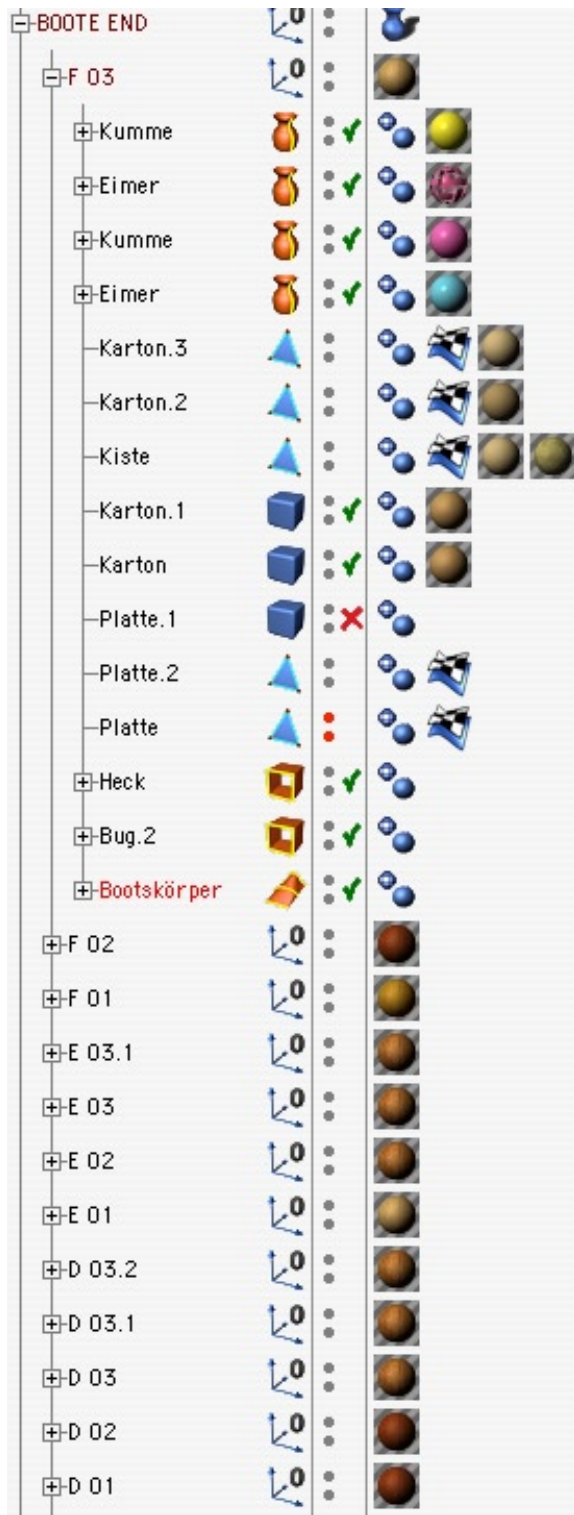 BOOTE END
F 03
Kumme
Eimer
Kumme
Eimer
Karton.3
Karton.2
Kiste
Karton.1
Karton
Platte.1
Platte.2
Platte
Heck
Bug.2
Bootskörper
F 02
F 01
E 03.1
E 03
E 02
E 01
D 03.2
D 03.1
D 03
D 02
D 01